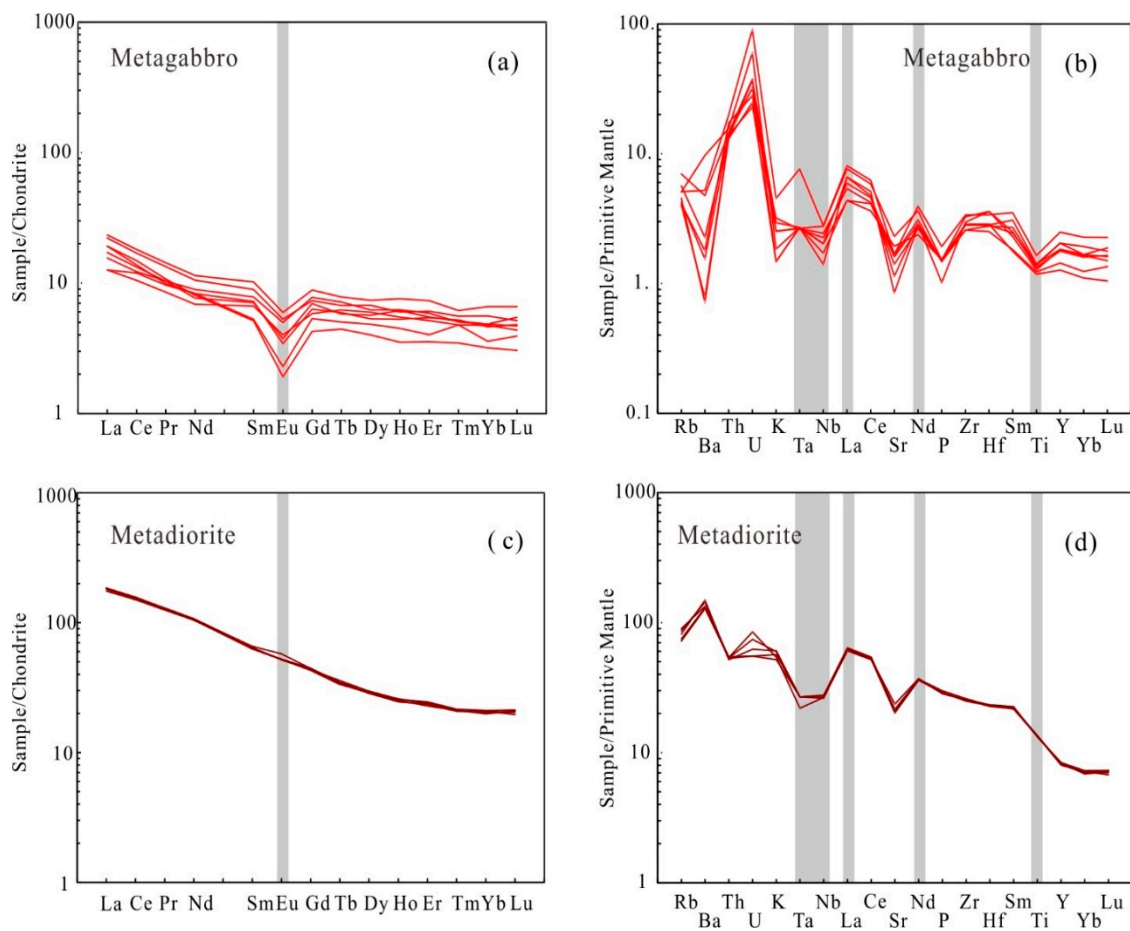 1000
100
10
1
Sample/Chondrite
Metagabbro
(a)
La Ce Pr Nd Sm Eu Gd Tb Dy Ho Er Tm Yb Lu
100.
10.
1.
0.1
Sample/Primitive Mantle
Metagabbro
(b)
Rb Th K Nb Ce Nd Zr Sm Y Lu
Ba U Ta La Sr P Hf Ti Yb
1000
100
10
1
Sample/Chondrite
Metadiorite
( c)
La Ce Pr Nd Sm Eu Gd Tb Dy Ho Er Tm Yb Lu
1000
100
10
1
Sample/Primitive Mantle
Metadiorite
(d)
Rb Th K Nb Ce Nd Zr Sm Y Lu
Ba U Ta La Sr P Hf Ti Yb